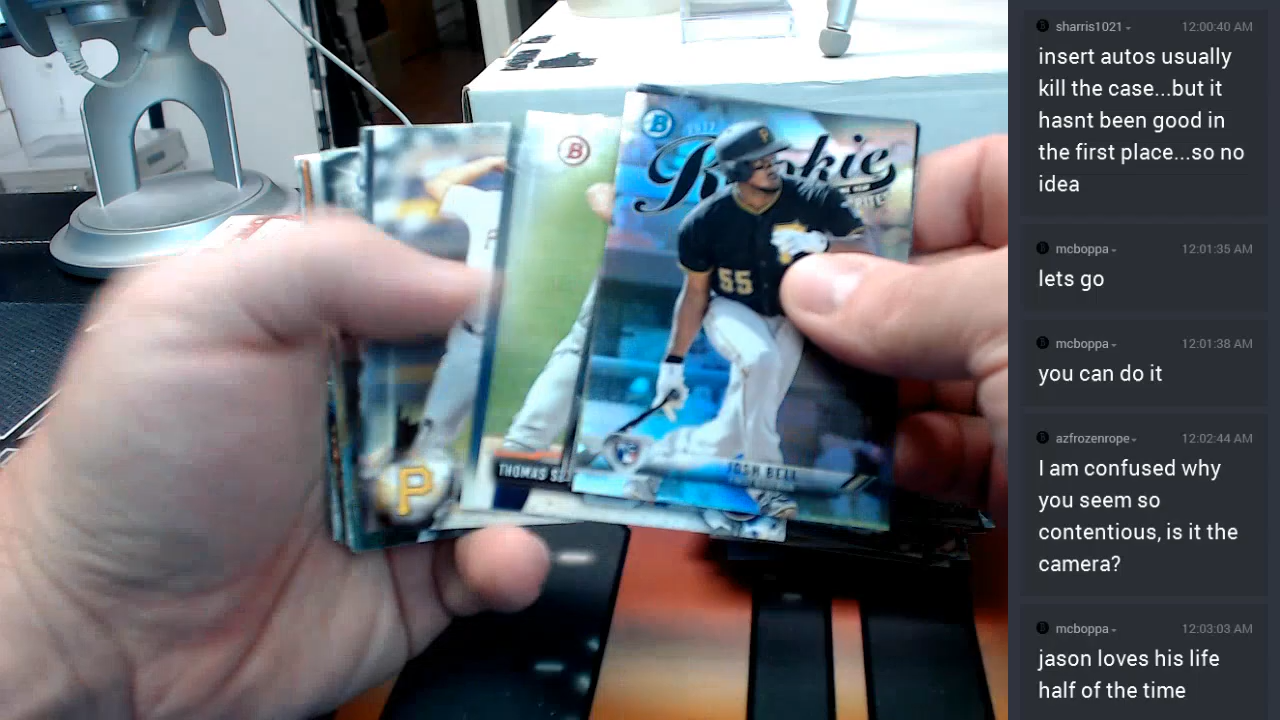 B
2017
Rookie
55
JOSH BELL
B
THOMAS
P
sharris1021
12:00:40 AM
insert autos usually
kill the case...but it
hasnt been good in
the first place...so no
idea
mcboppa
12:01:35 AM
lets go
mcboppa
12:01:38 AM
you can do it
azfrozenrope
12:02:44 AM
I am confused why
you seem so
contentious, is it the
camera?
mcboppa
12:03:03 AM
jason loves his life
half of the time